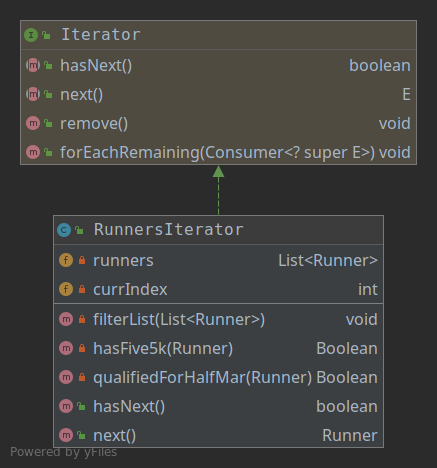 Iterator
hasNext() boolean
next() E
remove() void
forEachRemaining(Consumer<? super E>) void
RunnersIterator
runners List<Runner>
currIndex int
filterList(List<Runner>) void
hasFive5k(Runner) Boolean
qualifiedForHalfMar(Runner) Boolean
hasNext() boolean
next() Runner
Powered by yFiles